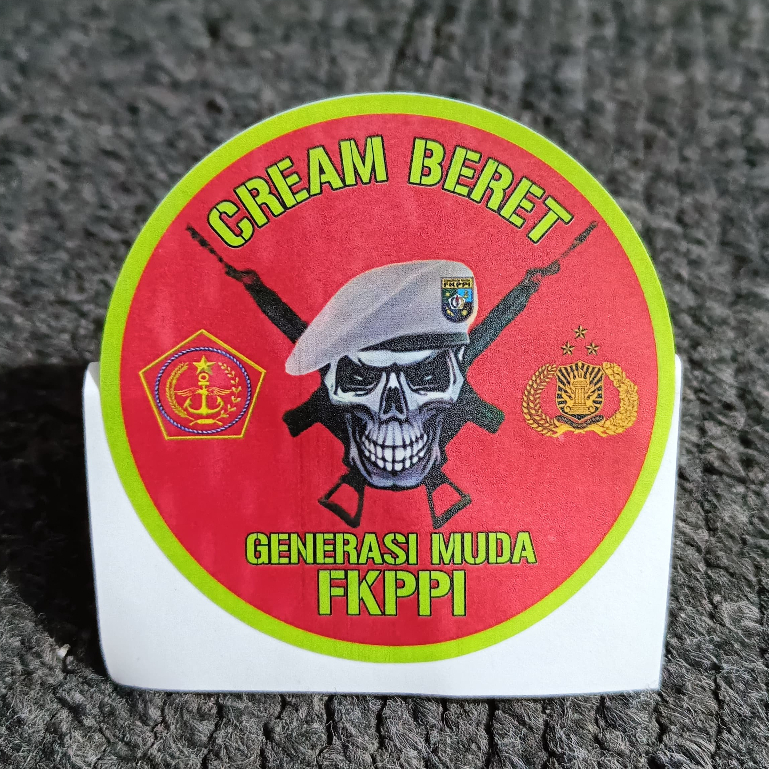 CREAM BERET
FKPPI
GENERASI MUDA
FKPPI